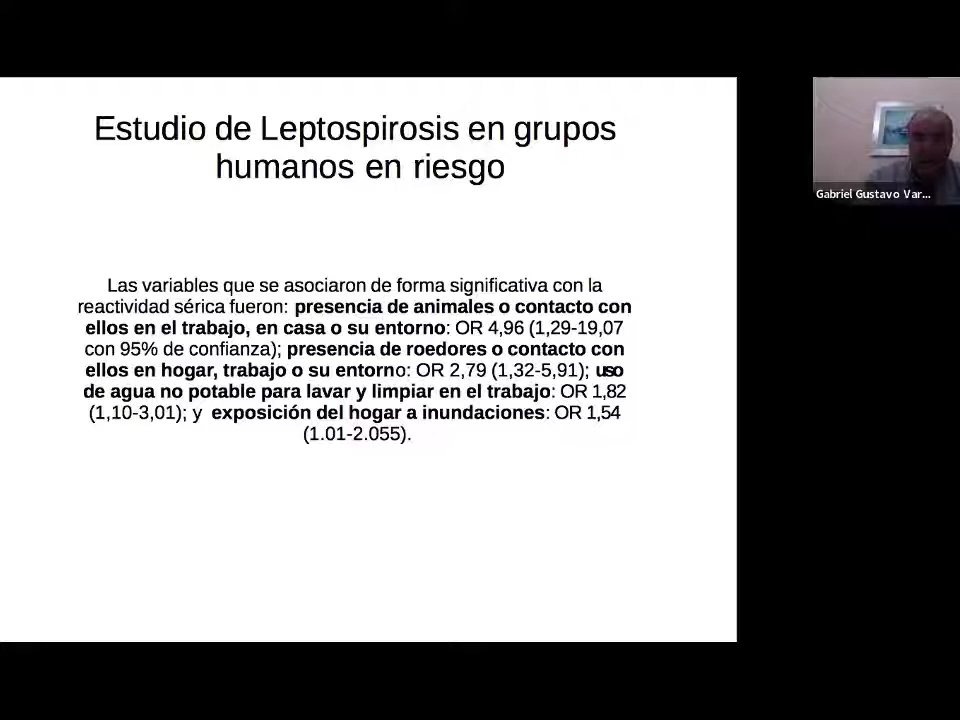 Estudio de Leptospirosis en grupos
humanos en riesgo
Las variables que se asociaron de forma significativa con la
reactividad sérica fueron: presencia de animales o contacto con
ellos en el trabajo, en casa o su entorno: OR 4,96 (1,29-19,07
con 95% de confianza); presencia de roedores o contacto con
ellos en hogar, trabajo o su entorno: OR 2,79 (1,32-5,91); uso
de agua no potable para lavar y limpiar en el trabajo: OR 1,82
(1,10-3,01); y exposición del hogar a inundaciones: OR 1,54
(1.01-2.055).
Gabriel Gustavo Var...